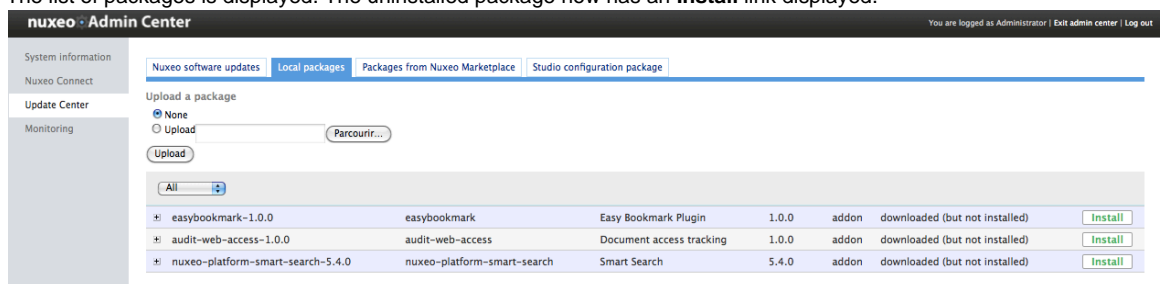 The list of packages is displayed. The uninstalled package now has an Install link displayed.
nuxeo Admin Center
You are logged as Administrator | Exit admin center | Log out
System information
Nuxeo Connect
Update Center
Monitoring
Nuxeo software updates Local packages Packages from Nuxeo Marketplace Studio configuration package
Upload a package
None
Upload Parcourir...
Upload
All
easybookmark-1.0.0 easybookmark Easy Bookmark Plugin 1.0.0 addon downloaded (but not installed) Install
audit-web-access-1.0.0 audit-web-access Document access tracking 1.0.0 addon downloaded (but not installed) Install
nuxeo-platform-smart-search-5.4.0 nuxeo-platform-smart-search Smart Search 5.4.0 addon downloaded (but not installed) Install